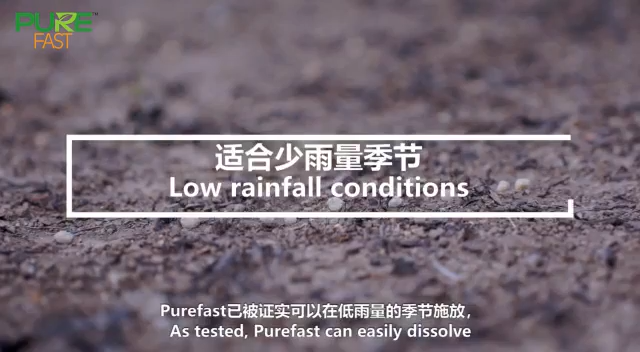 PUREFAST™
适合少雨量季节
Low rainfall conditions
Purefast已被证实可以在低雨量的季节施放，
As tested, Purefast can easily dissolve